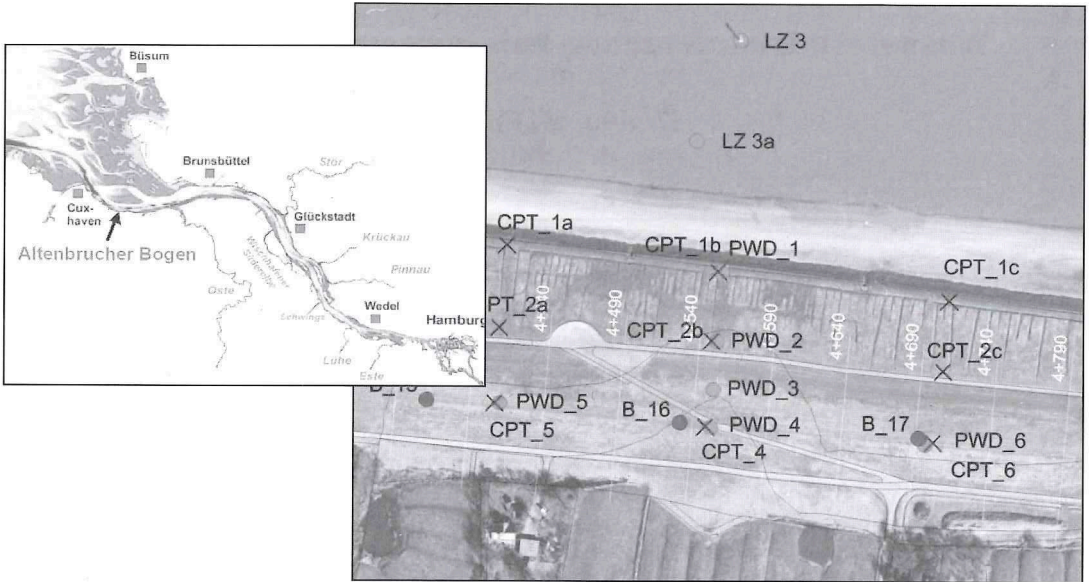 Büsum
Brunsbüttel
Stör
Cux-
haven
Glückstadt
Altenbrucher Bogen
Krückau
Pinnau
Oste
Wedel
Hamburg
Lühe
Este
LZ 3
LZ 3a
CPT_1a
CPT_1b
PWD_1
CPT_1c
PT_2a
4+490
4+540
CPT_2b
PWD_2
4+590
4+640
4+690
CPT_2c
4+790
PWD_3
PWD_5
CPT_5
B_16
PWD_4
CPT_4
B_17
PWD_6
CPT_6